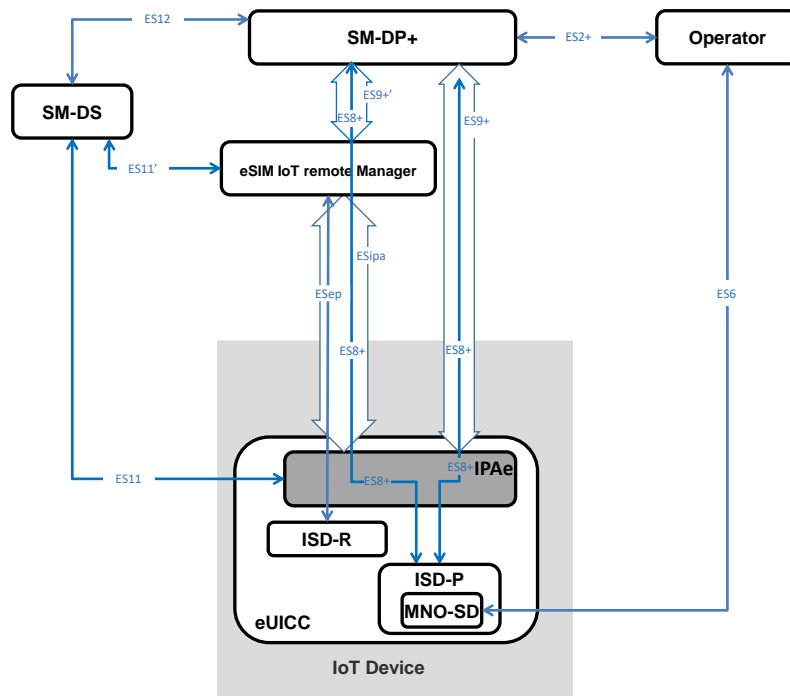 ES12
SM-DP+
ES2+
Operator
ES9+’
SM-DS
ES8+
ES9+
ES11’
eSIM IoT remote Manager
ESipa
ESep
ES6
ES8+
ES8+
ES8+
IPAe
ES11
ES8+
ISD-R
ISD-P
MNO-SD
eUICC
IoT Device